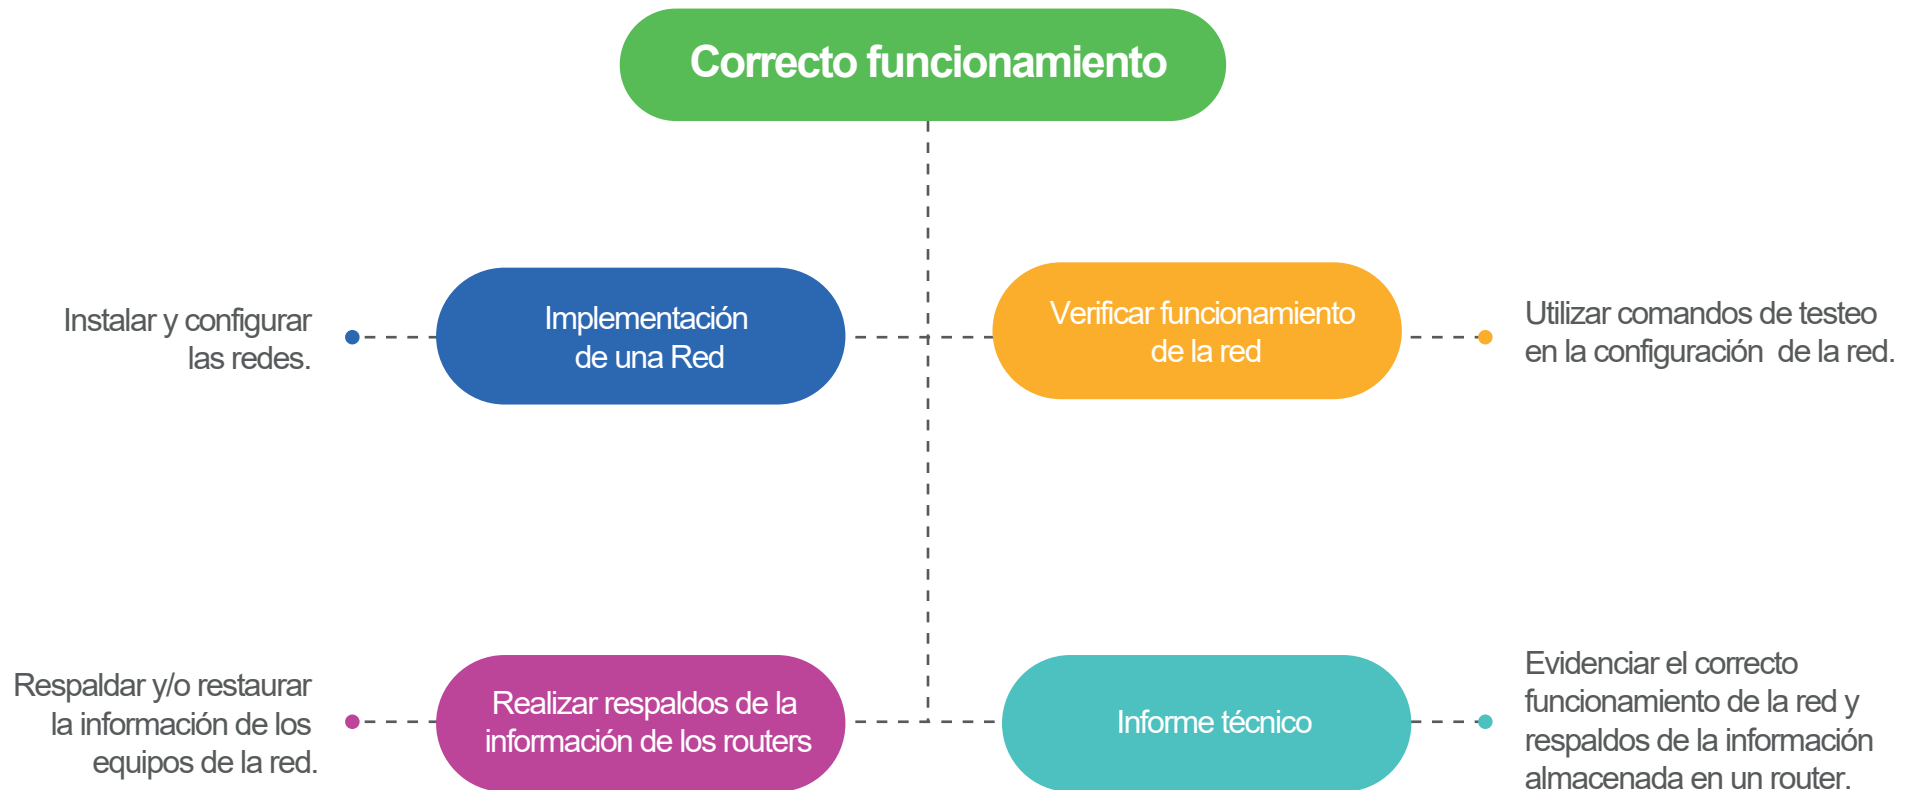 Correcto funcionamiento
Instalar y configurar
las redes.
Implementación
de una Red
Verificar funcionamiento
de la red
Utilizar comandos de testeo
en la configuración  de la red.
Respaldar y/o restaurar
la información de los
equipos de la red.
Realizar respaldos de la
información de los routers
Informe técnico
Evidenciar el correcto
funcionamiento de la red y
respaldos de la información
almacenada en un router.